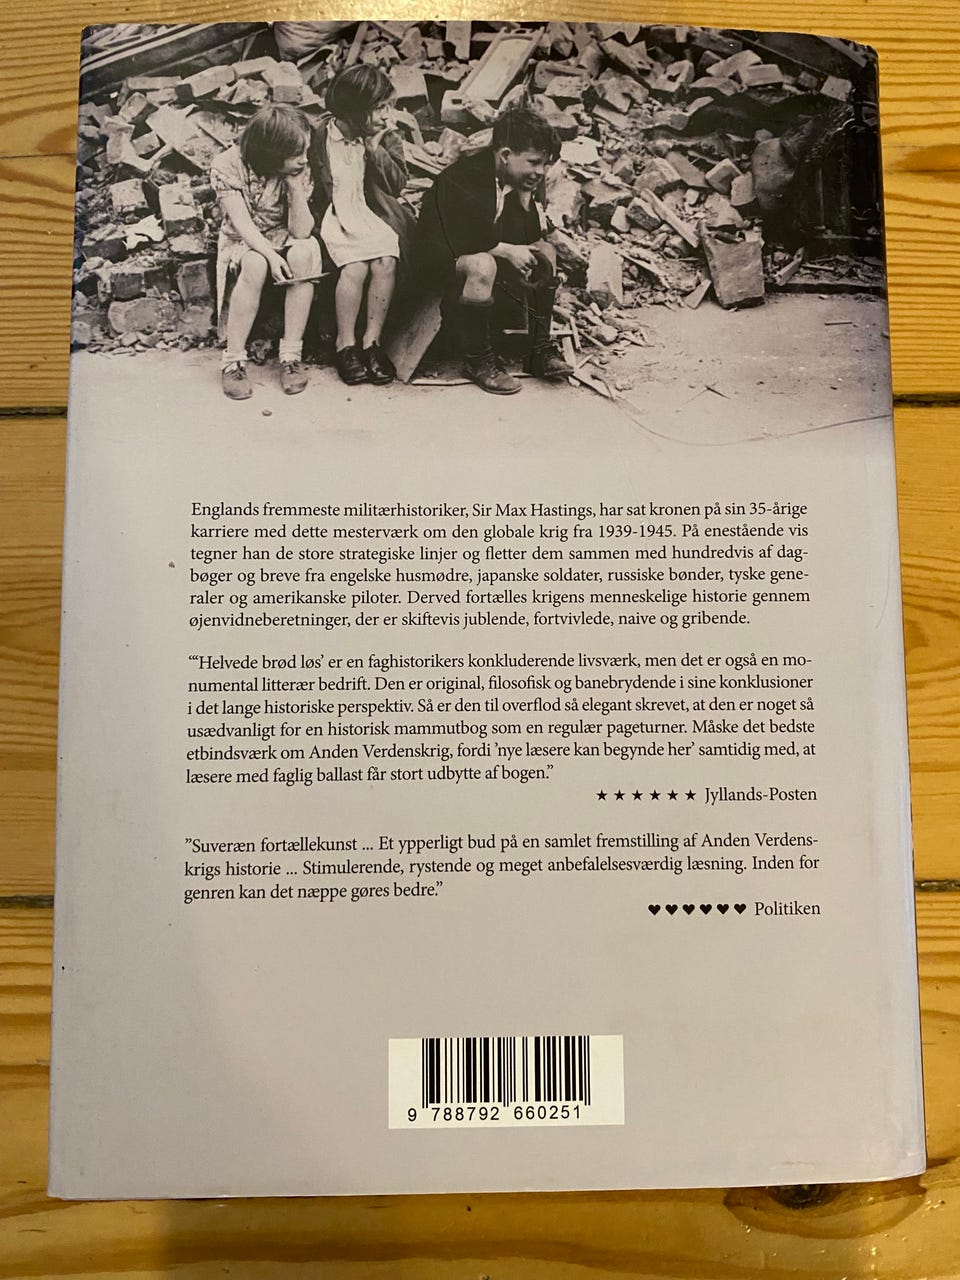 Englands fremmeste militærhistoriker, Sir Max Hastings, har sat kronen på sin 35-årige
karriere med dette mesterværk om den globale krig fra 1939-1945. På enestående vis
tegner han de store strategiske linjer og fletter dem sammen med hundredvis af dag-
bøger og breve fra engelske husmødre, japanske soldater, russiske bønder, tyske gene-
raler og amerikanske piloter. Derved fortælles krigens menneskelige historie gennem
øjenvidneberetninger, der er skiftevis jublende, fortvivlede, naive og gribende.
"'Helvede brød løs' er en faghistorikers konkluderende livsværk, men det er også en mo-
numental litterær bedrift. Den er original, filosofisk og banebrydende i sine konklusioner
i det lange historiske perspektiv. Så er den til overflod så elegant skrevet, at den er noget så
usædvanligt for en historisk mammutbog som en regulær pageturner. Måske det bedste
etbindsværk om Anden Verdenskrig, fordi 'nye læsere kan begynde her' samtidig med, at
læsere med faglig ballast får stort udbytte af bogen."
★ ★ ★ ★ ★ ★ Jyllands-Posten
"Suveræn fortællekunst ... Et ypperligt bud på en samlet fremstilling af Anden Verdens-
krigs historie ... Stimulerende, rystende og meget anbefalelsesværdig læsning. Inden for
genren kan det næppe gøres bedre."
♥♥♥♥♥♥ Politiken
9 788792 660251